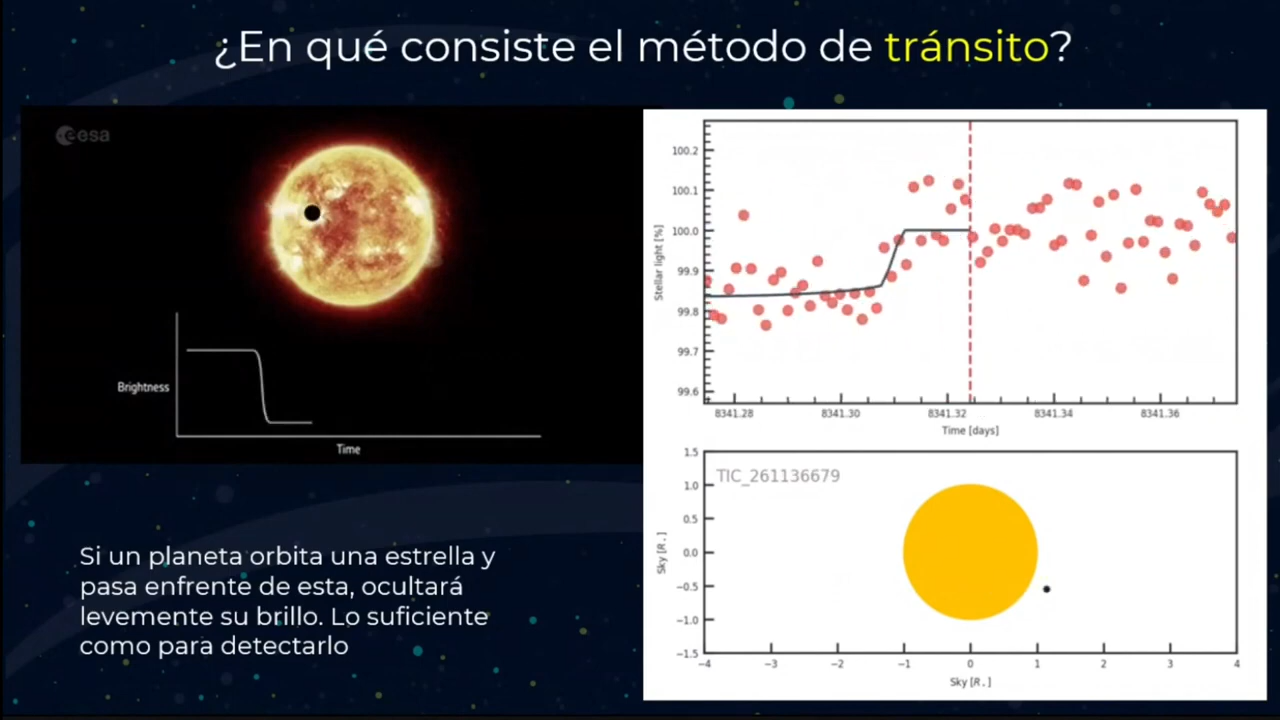 ¿En qué consiste el método de tránsito?
esa
Brightness
Time
Si un planeta orbita una estrella y
pasa enfrente de esta, ocultará
levemente su brillo. Lo suficiente
como para detectarlo
100.2
100.1
100.0
99.9
99.8
99.7
99.6
Stellar light [%]
8341.28 8341.30 8341.32 8341.34 8341.36
Time [days]
TIC_261136679
1.5
1.0
0.5
0.0
−0.5
−1.0
−1.5
Sky [R⋆]
−4 −3 −2 −1 0 1 2 3 4
Sky [R⋆]